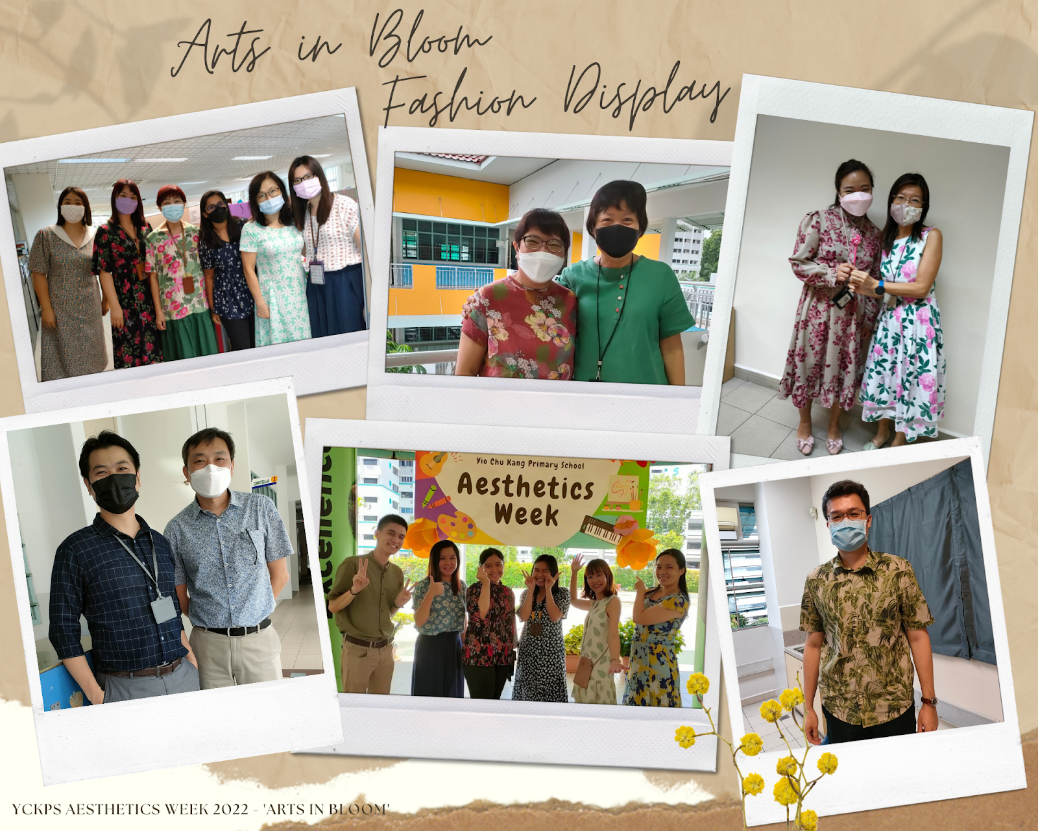 Arts in Bloom
Fashion Display
Yio Chu Kang Primary School
Aesthetics
Week
YCKPS AESTHETICS WEEK 2022 - 'ARTS IN BLOOM'